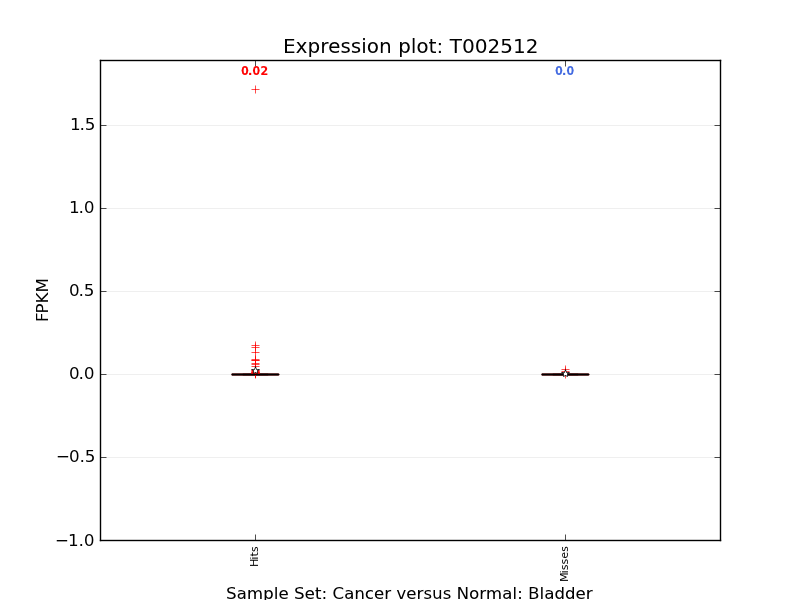 Expression plot: T002512
0.02
0.0
1.5
1.0
0.5
0.0
−0.5
−1.0
FPKM
Hits
Misses
Sample Set: Cancer versus Normal: Bladder